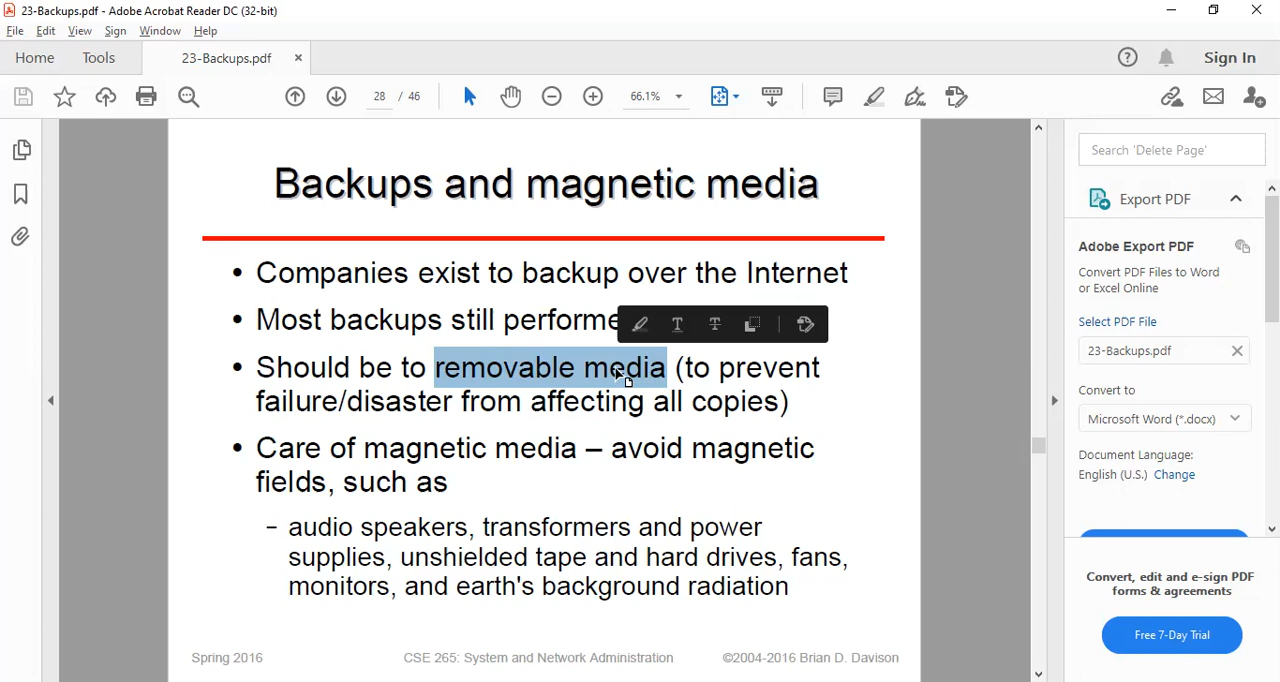 23-Backups.pdf - Adobe Acrobat Reader DC (32-bit)
File Edit View Sign Window Help
Home Tools 23-Backups.pdf × Sign In
28 / 46 66.1%
Search 'Delete Page'
Export PDF
Adobe Export PDF
Convert PDF Files to Word
or Excel Online
Select PDF File
23-Backups.pdf
Convert to
Microsoft Word (*.docx)
Document Language:
English (U.S.) Change
Convert, edit and e-sign PDF
forms & agreements
Free 7-Day Trial
Backups and magnetic media
• Companies exist to backup over the Internet
• Most backups still performe
• Should be to removable media (to prevent
failure/disaster from affecting all copies)
• Care of magnetic media – avoid magnetic
fields, such as
– audio speakers, transformers and power
supplies, unshielded tape and hard drives, fans,
monitors, and earth's background radiation
Spring 2016 CSE 265: System and Network Administration ©2004-2016 Brian D. Davison